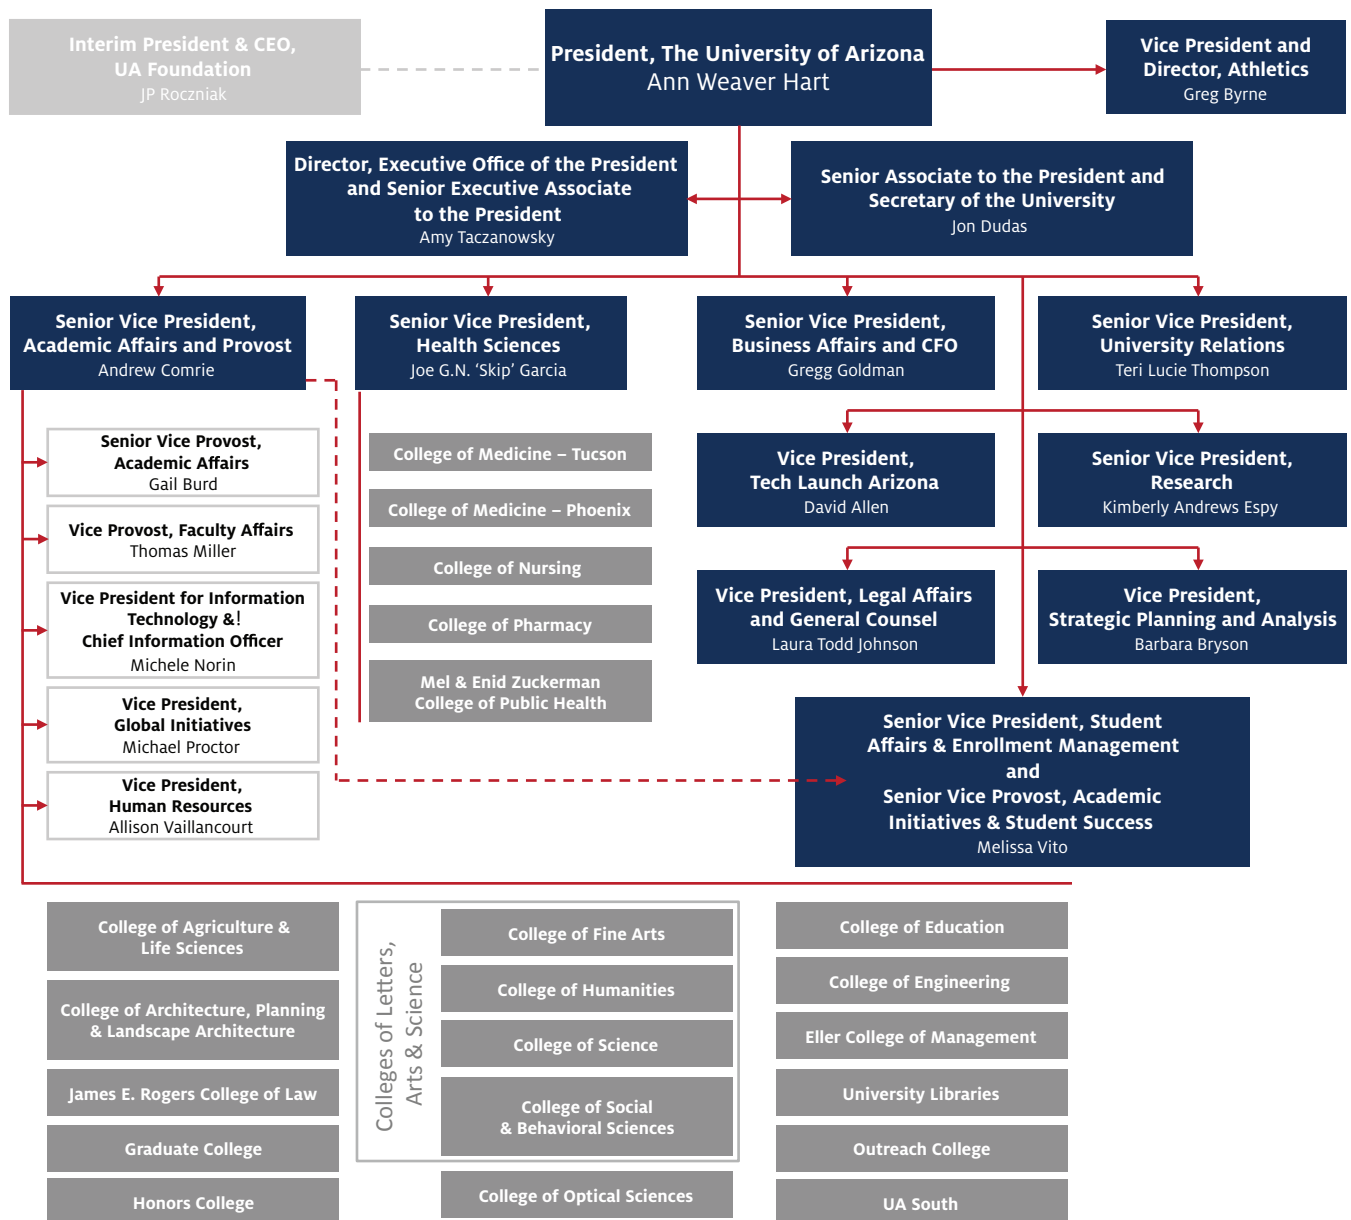 Interim President & CEO,
UA Foundation
JP Roczniak
President, The University of Arizona
Ann Weaver Hart
Vice President and
Director, Athletics
Greg Byrne
Director, Executive Office of the President
and Senior Executive Associate
to the President
Amy Taczanowsky
Senior Associate to the President and
Secretary of the University
Jon Dudas
Senior Vice President,
Academic Affairs and Provost
Andrew Comrie
Senior Vice President,
Health Sciences
Joe G.N. ‘Skip’ Garcia
Senior Vice President,
Business Affairs and CFO
Gregg Goldman
Senior Vice President,
University Relations
Teri Lucie Thompson
Senior Vice Provost,
Academic Affairs
Gail Burd
Vice Provost, Faculty Affairs
Thomas Miller
Vice President for Information
Technology &!
Chief Information Officer
Michele Norin
Vice President,
Global Initiatives
Michael Proctor
Vice President,
Human Resources
Allison Vaillancourt
College of Medicine – Tucson
College of Medicine – Phoenix
College of Nursing
College of Pharmacy
Mel & Enid Zuckerman
College of Public Health
Vice President,
Tech Launch Arizona
David Allen
Senior Vice President,
Research
Kimberly Andrews Espy
Vice President, Legal Affairs
and General Counsel
Laura Todd Johnson
Vice President,
Strategic Planning and Analysis
Barbara Bryson
Senior Vice President, Student
Affairs & Enrollment Management
and
Senior Vice Provost, Academic
Initiatives & Student Success
Melissa Vito
College of Agriculture &
Life Sciences
College of Architecture, Planning
& Landscape Architecture
James E. Rogers College of Law
Graduate College
Honors College
Colleges of Letters,
Arts & Science
College of Fine Arts
College of Humanities
College of Science
College of Social
& Behavioral Sciences
College of Optical Sciences
College of Education
College of Engineering
Eller College of Management
University Libraries
Outreach College
UA South